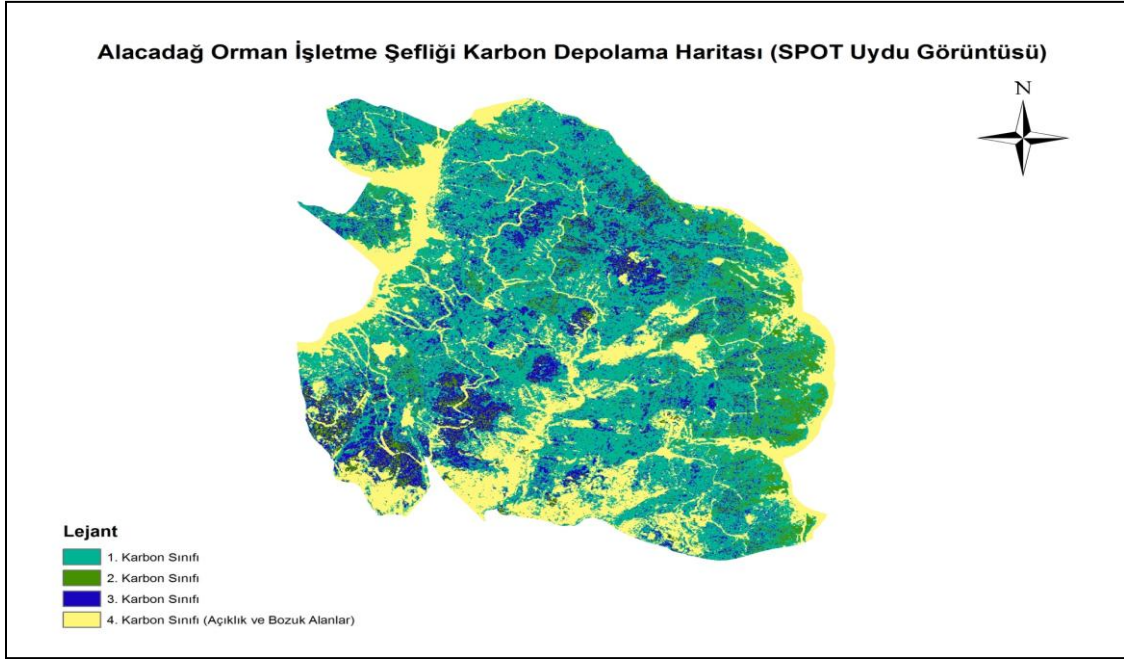 Alacadağ Orman İşletme Şefliği Karbon Depolama Haritası (SPOT Uydu Görüntüsü)
N
Lejant
1. Karbon Sınıfı
2. Karbon Sınıfı
3. Karbon Sınıfı
4. Karbon Sınıfı (Açıklık ve Bozuk Alanlar)